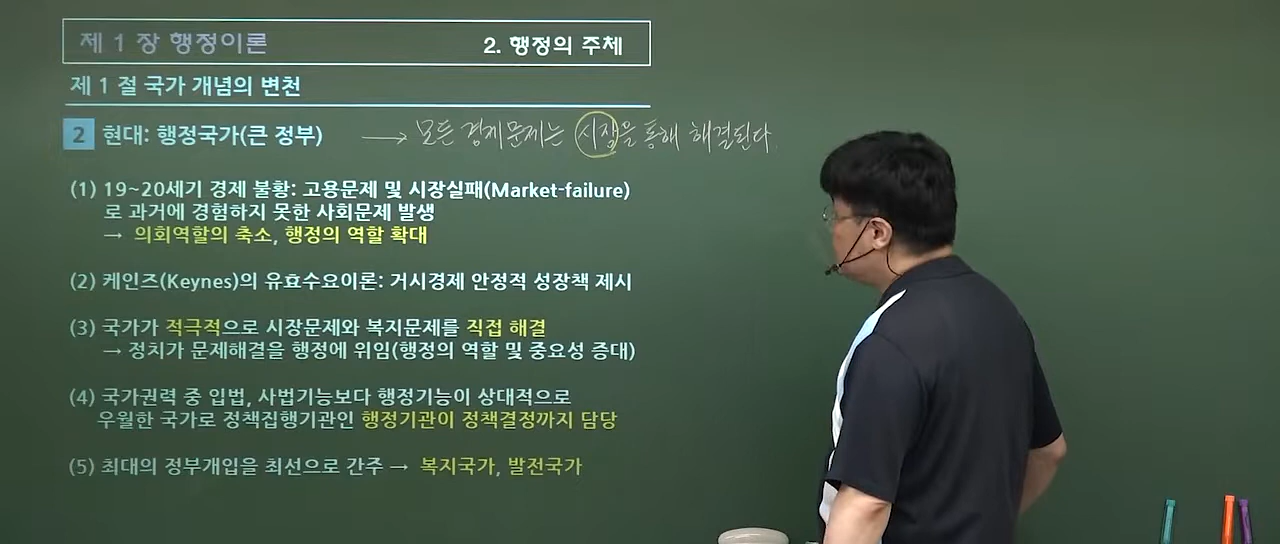 제 1 장 행정이론
2. 행정의 주체
제 1 절 국가 개념의 변천
2 현대: 행정국가(큰 정부)
→ 모든 경제문제는 시장을 통해 해결된다.
(1) 19~20세기 경제 불황: 고용문제 및 시장실패(Market-failure)
로 과거에 경험하지 못한 사회문제 발생
→ 의회역할의 축소, 행정의 역할 확대
(2) 케인즈(Keynes)의 유효수요이론: 거시경제 안정적 성장책 제시
(3) 국가가 적극적으로 시장문제와 복지문제를 직접 해결
→ 정치가 문제해결을 행정에 위임(행정의 역할 및 중요성 증대)
(4) 국가권력 중 입법, 사법기능보다 행정기능이 상대적으로
우월한 국가로 정책집행기관인 행정기관이 정책결정까지 담당
(5) 최대의 정부개입을 최선으로 간주 → 복지국가, 발전국가